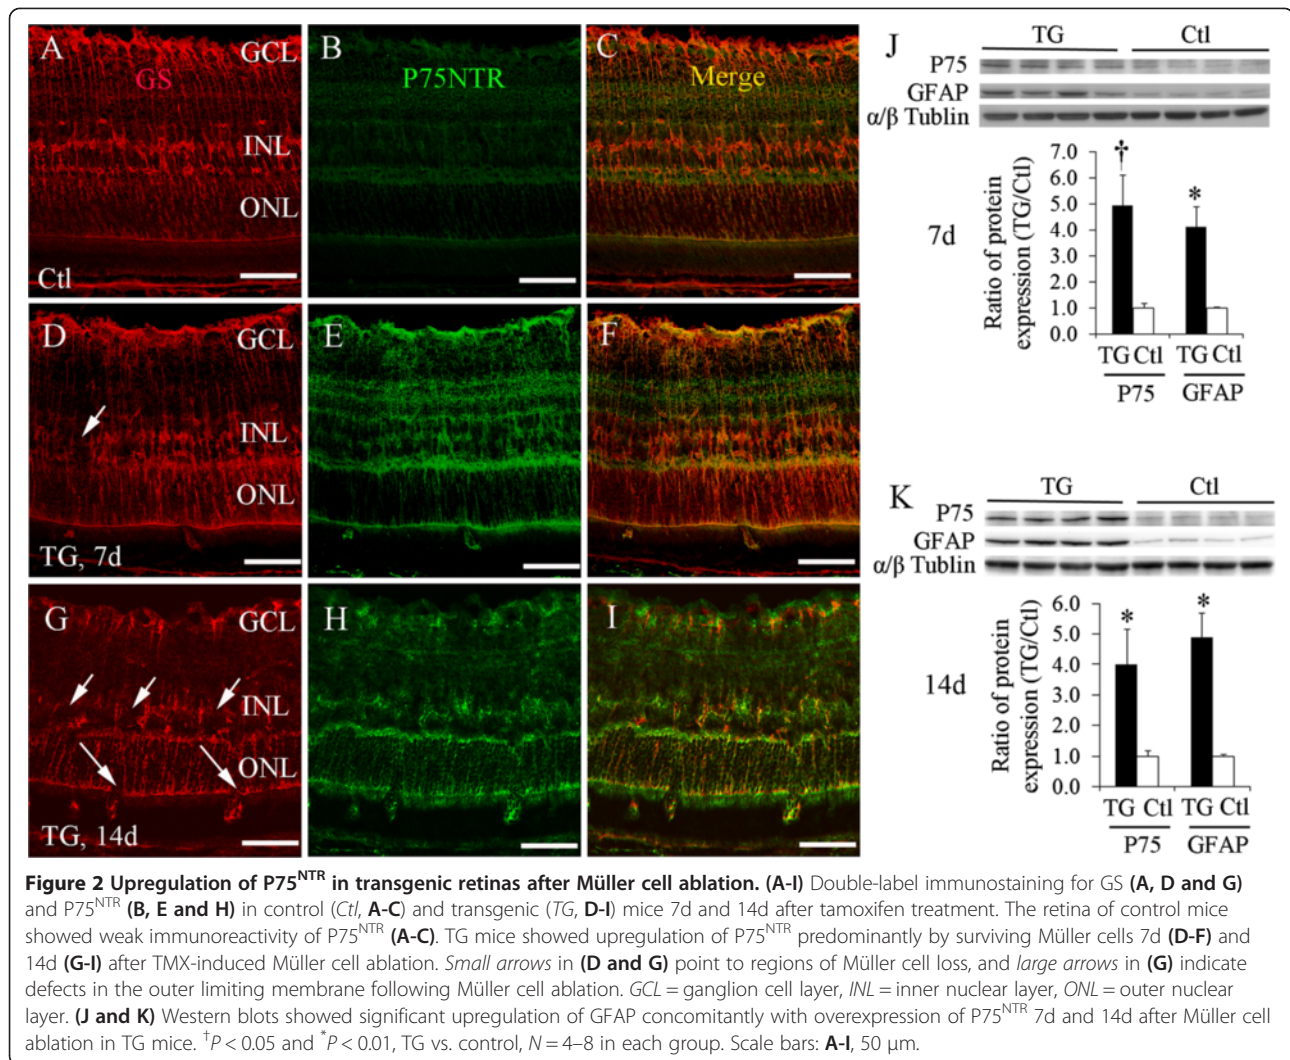 A
GCL
GS
INL
ONL
Ctl
B
P75NTR
C
Merge
D
GCL
INL
ONL
TG, 7d
E
F
G
GCL
INL
ONL
TG, 14d
H
I
J
TG Ctl
P75
GFAP
α/β Tublin
7d
Ratio of protein
expression (TG/Ctl)
7.0
6.0
5.0
4.0
3.0
2.0
1.0
0.0
†
*
TG Ctl TG Ctl
P75 GFAP
K
TG Ctl
P75
GFAP
α/β Tublin
14d
Ratio of protein
expression (TG/Ctl)
6.0
5.0
4.0
3.0
2.0
1.0
0.0
*
*
TG Ctl TG Ctl
P75 GFAP
Figure 2 Upregulation of P75NTR in transgenic retinas after Müller cell ablation. (A-I) Double-label immunostaining for GS (A, D and G)
and P75NTR (B, E and H) in control (Ctl, A-C) and transgenic (TG, D-I) mice 7d and 14d after tamoxifen treatment. The retina of control mice
showed weak immunoreactivity of P75NTR (A-C). TG mice showed upregulation of P75NTR predominantly by surviving Müller cells 7d (D-F) and
14d (G-I) after TMX-induced Müller cell ablation. Small arrows in (D and G) point to regions of Müller cell loss, and large arrows in (G) indicate
defects in the outer limiting membrane following Müller cell ablation. GCL = ganglion cell layer, INL = inner nuclear layer, ONL = outer nuclear
layer. (J and K) Western blots showed significant upregulation of GFAP concomitantly with overexpression of P75NTR 7d and 14d after Müller cell
ablation in TG mice. †P < 0.05 and *P < 0.01, TG vs. control, N = 4–8 in each group. Scale bars: A-I, 50 μm.